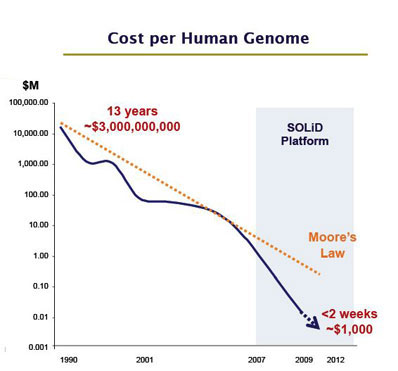 Cost per Human Genome
$M
100,000.00
10,000.00
1,000.00
100.00
10.00
1.00
0.10
0.01
0.001
13 years
~$3,000,000,000
SOLiD
Platform
Moore's
Law
<2 weeks
~$1,000
1990 2001 2007 2009 2012